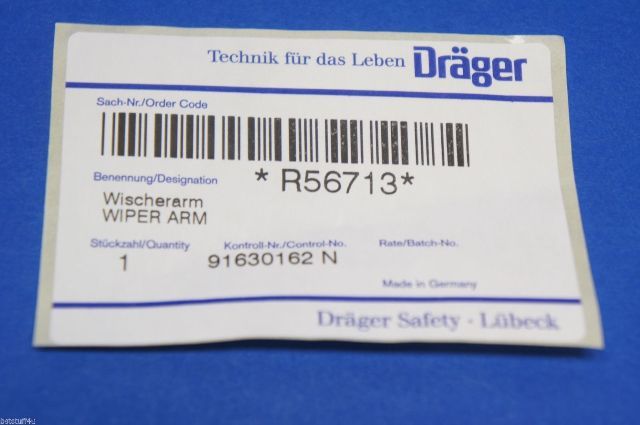 Technik für das Leben Dräger
Sach-Nr./Order Code
*R56713*
Benennung/Designation
Wischerarm
WIPER ARM
Stückzahl/Quantity Kontroll-Nr./Control-No. Rate/Batch-No.
1 91630162 N
Made in Germany
Dräger Safety · Lübeck
batstuff4u